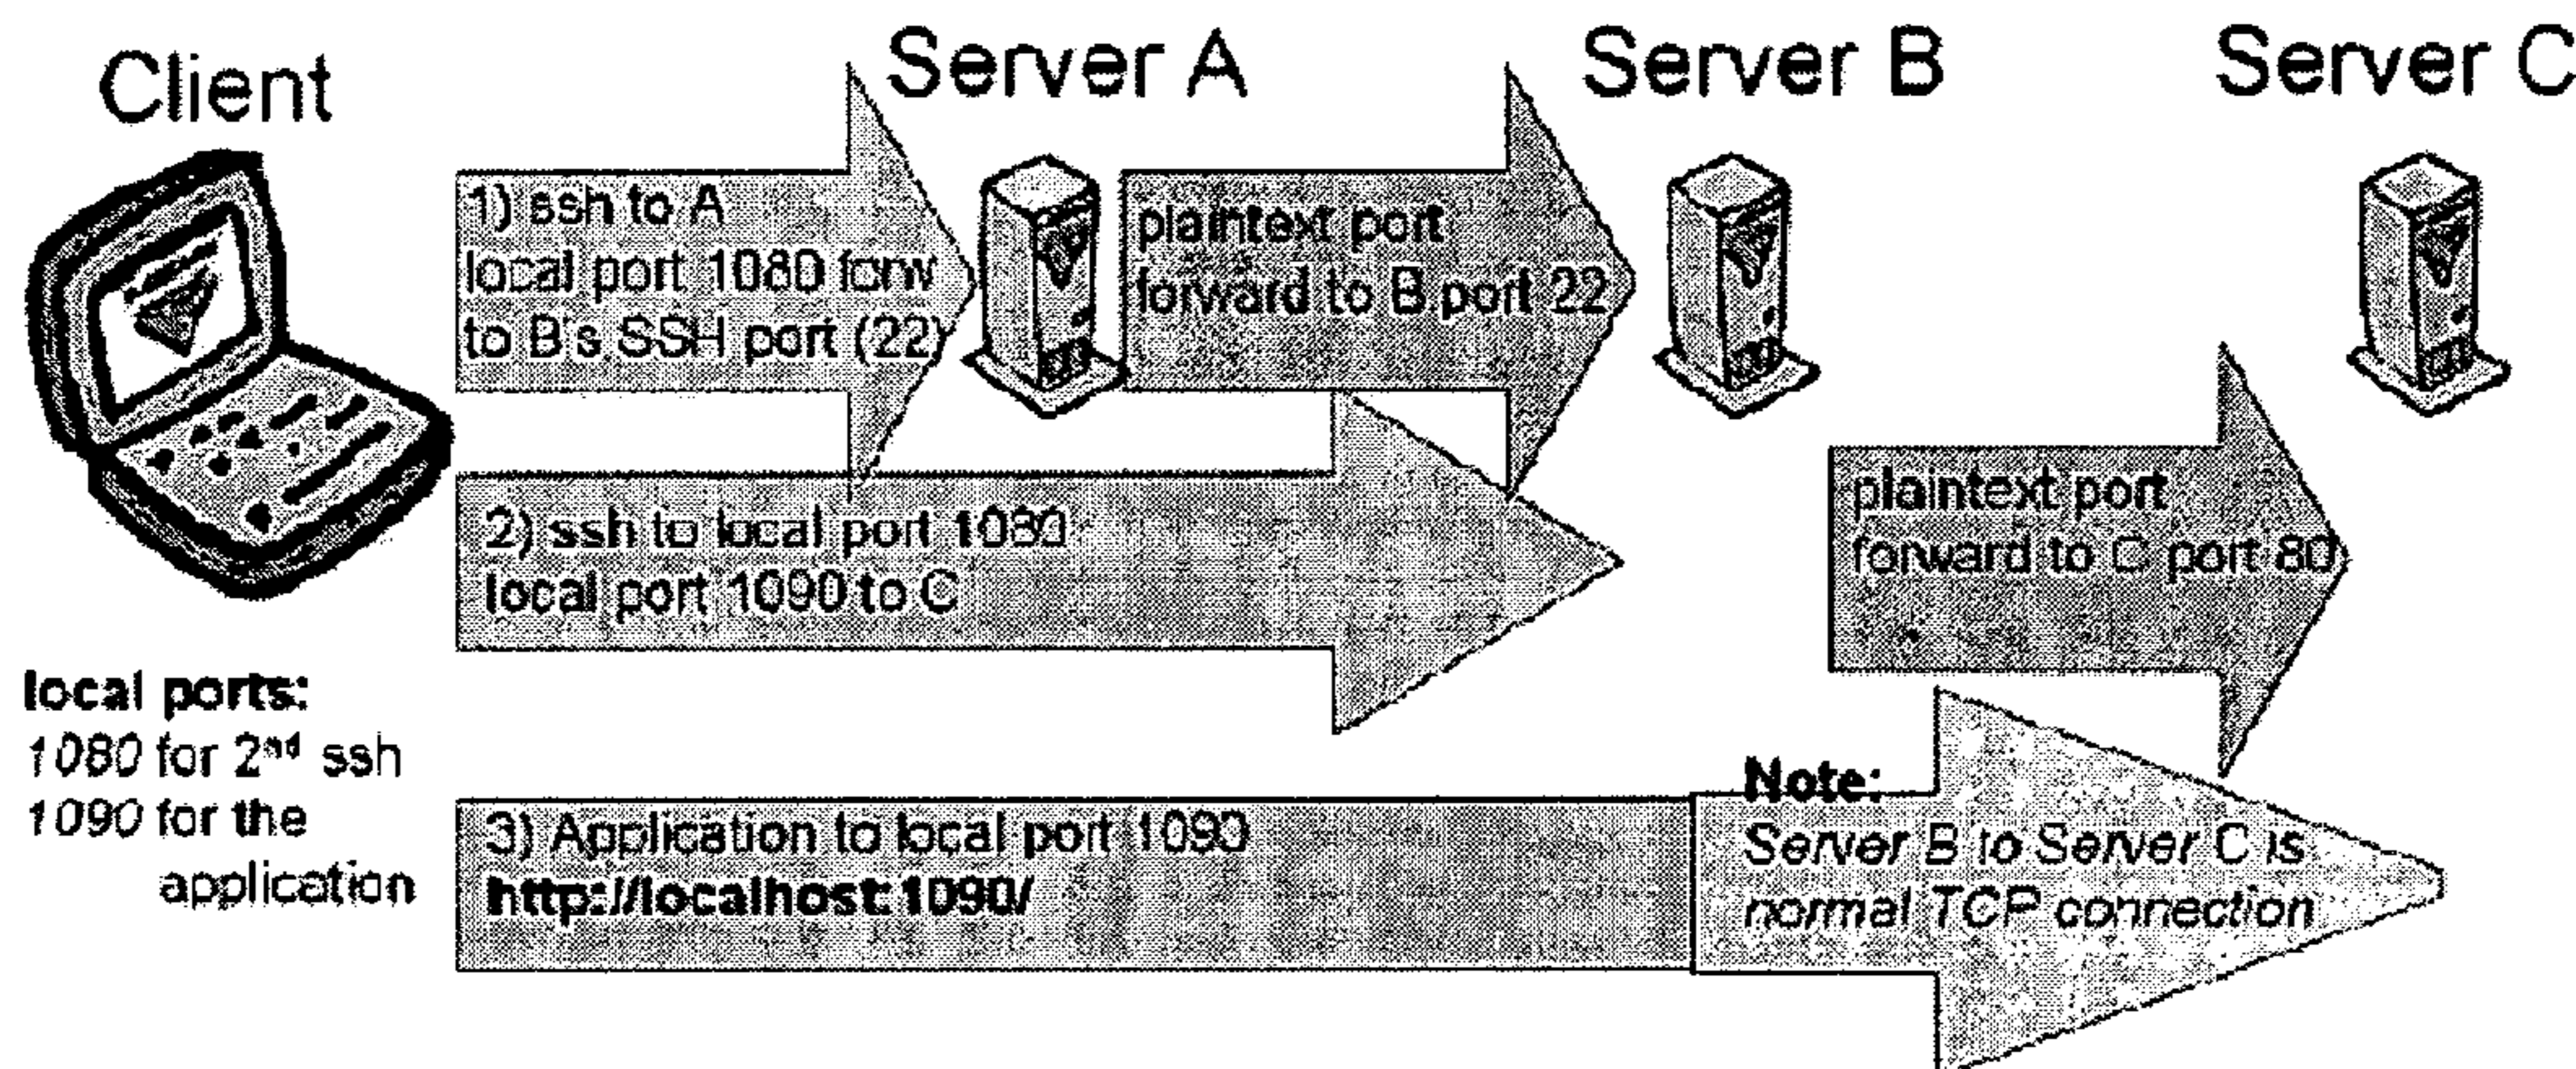 Client
Server A
Server B
Server C
1) ssh to A
local port 1080 forw
to B's SSH port (22)
plaintext port
forward to B port 22
2) ssh to local port 1080
local port 1090 to C
plaintext port
forward to C port 80
local ports:
1080 for 2nd ssh
1090 for the
application
3) Application to local port 1090
http://localhost:1090/
Note:
Server B to Server C is
normal TCP connection